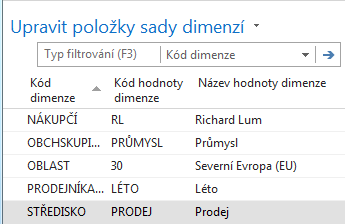 Upravit položky sady dimenzí
Typ filtrování (F3) Kód dimenze
Kód dimenze Kód hodnoty dimenze Název hodnoty dimenze
NÁKUPČÍ RL Richard Lum
OBCHSKUPI... PRŮMYSL Průmysl
OBLAST 30 Severní Evropa (EU)
PRODEJNÍKA... LÉTO Léto
STŘEDISKO PRODEJ Prodej